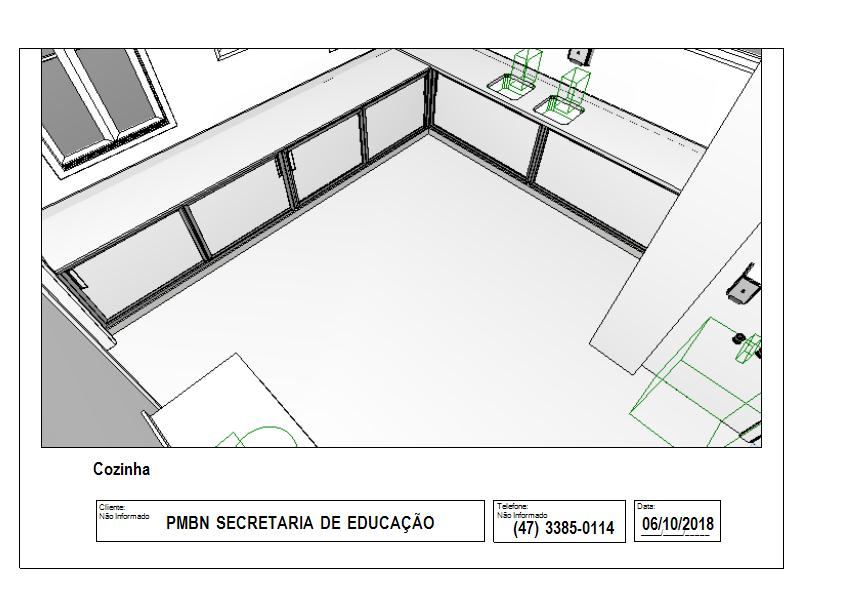 Cozinha
Cliente:
Não Informado
PMBN SECRETARIA DE EDUCAÇÃO
Telefone:
Não Informado
(47) 3385-0114
Data:
06/10/2018